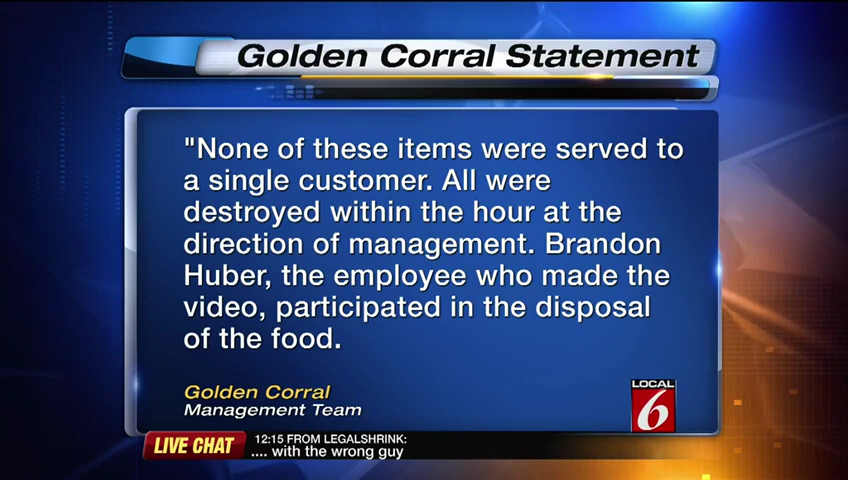 Golden Corral Statement
"None of these items were served to
a single customer. All were
destroyed within the hour at the
direction of management. Brandon
Huber, the employee who made the
video, participated in the disposal
of the food.
Golden Corral
Management Team
LOCAL
6
LIVE CHAT
12:15 FROM LEGALSHRINK:
.... with the wrong guy